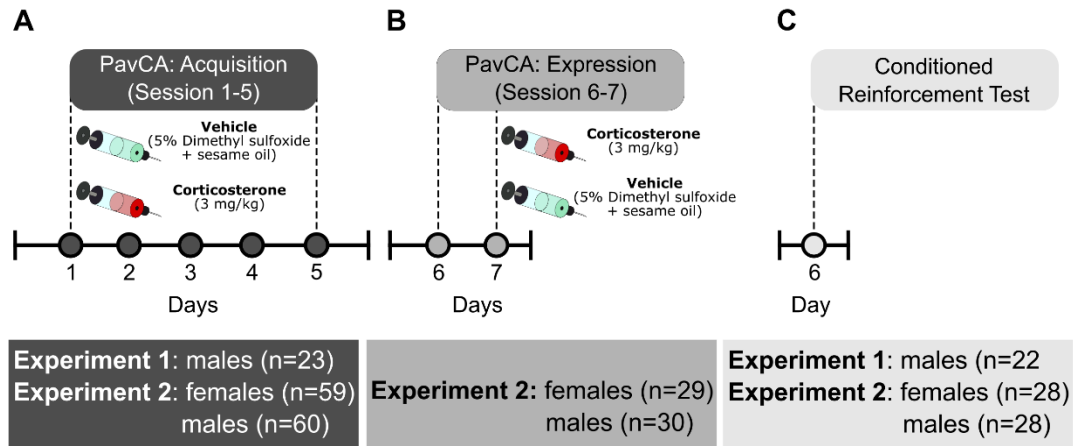 A
PavCA: Acquisition
(Session 1-5)
Vehicle
(5% Dimethyl sulfoxide
+ sesame oil)
Corticosterone
(3 mg/kg)
1 2 3 4 5
Days
Experiment 1: males (n=23)
Experiment 2: females (n=59)
males (n=60)
B
PavCA: Expression
(Session 6-7)
Corticosterone
(3 mg/kg)
Vehicle
(5% Dimethyl sulfoxide
+ sesame oil)
6 7
Days
Experiment 2: females (n=29)
males (n=30)
C
Conditioned
Reinforcement Test
6
Day
Experiment 1: males (n=22
Experiment 2: females (n=28)
males (n=28)